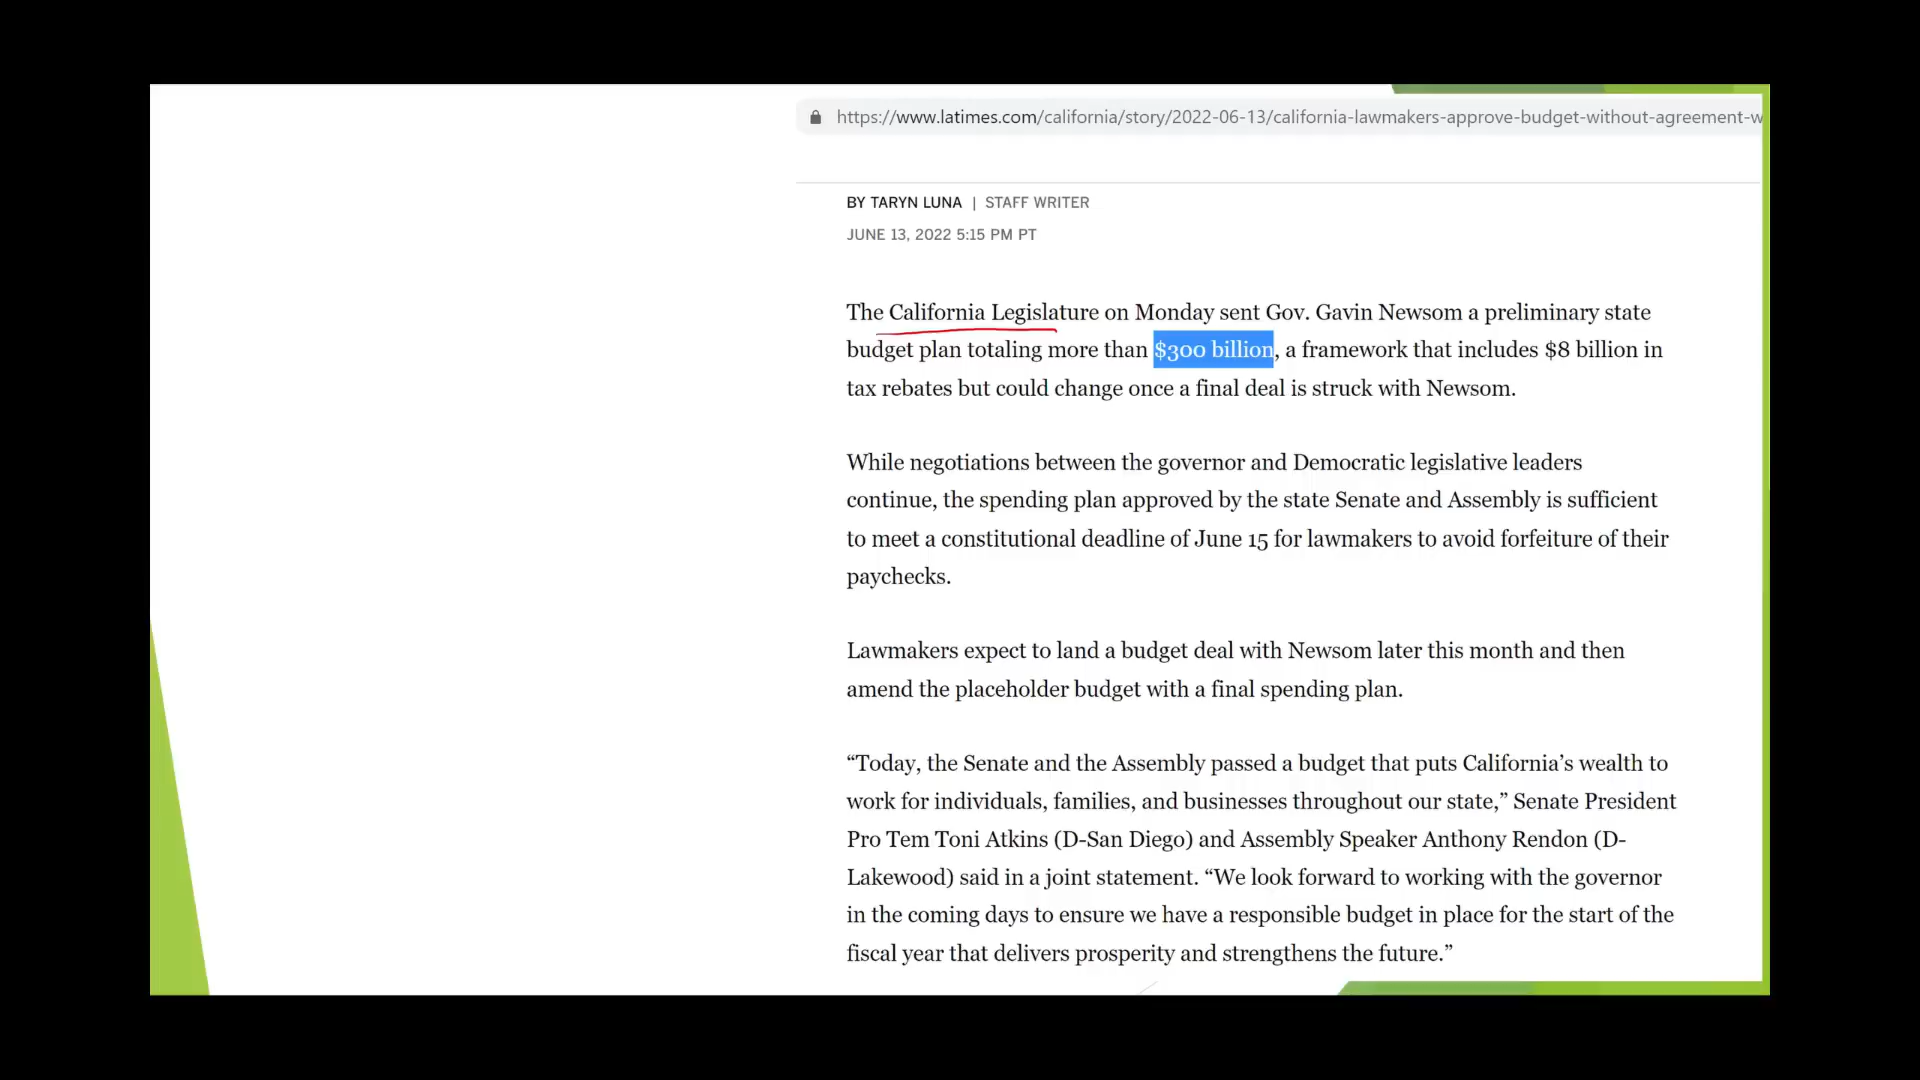 https://www.latimes.com/california/story/2022-06-13/california-lawmakers-approve-budget-without-agreement-w
BY TARYN LUNA | STAFF WRITER
JUNE 13, 2022 5:15 PM PT
The California Legislature on Monday sent Gov. Gavin Newsom a preliminary state
budget plan totaling more than $300 billion, a framework that includes $8 billion in
tax rebates but could change once a final deal is struck with Newsom.
While negotiations between the governor and Democratic legislative leaders
continue, the spending plan approved by the state Senate and Assembly is sufficient
to meet a constitutional deadline of June 15 for lawmakers to avoid forfeiture of their
paychecks.
Lawmakers expect to land a budget deal with Newsom later this month and then
amend the placeholder budget with a final spending plan.
“Today, the Senate and the Assembly passed a budget that puts California’s wealth to
work for individuals, families, and businesses throughout our state,” Senate President
Pro Tem Toni Atkins (D-San Diego) and Assembly Speaker Anthony Rendon (D-
Lakewood) said in a joint statement. “We look forward to working with the governor
in the coming days to ensure we have a responsible budget in place for the start of the
fiscal year that delivers prosperity and strengthens the future.”